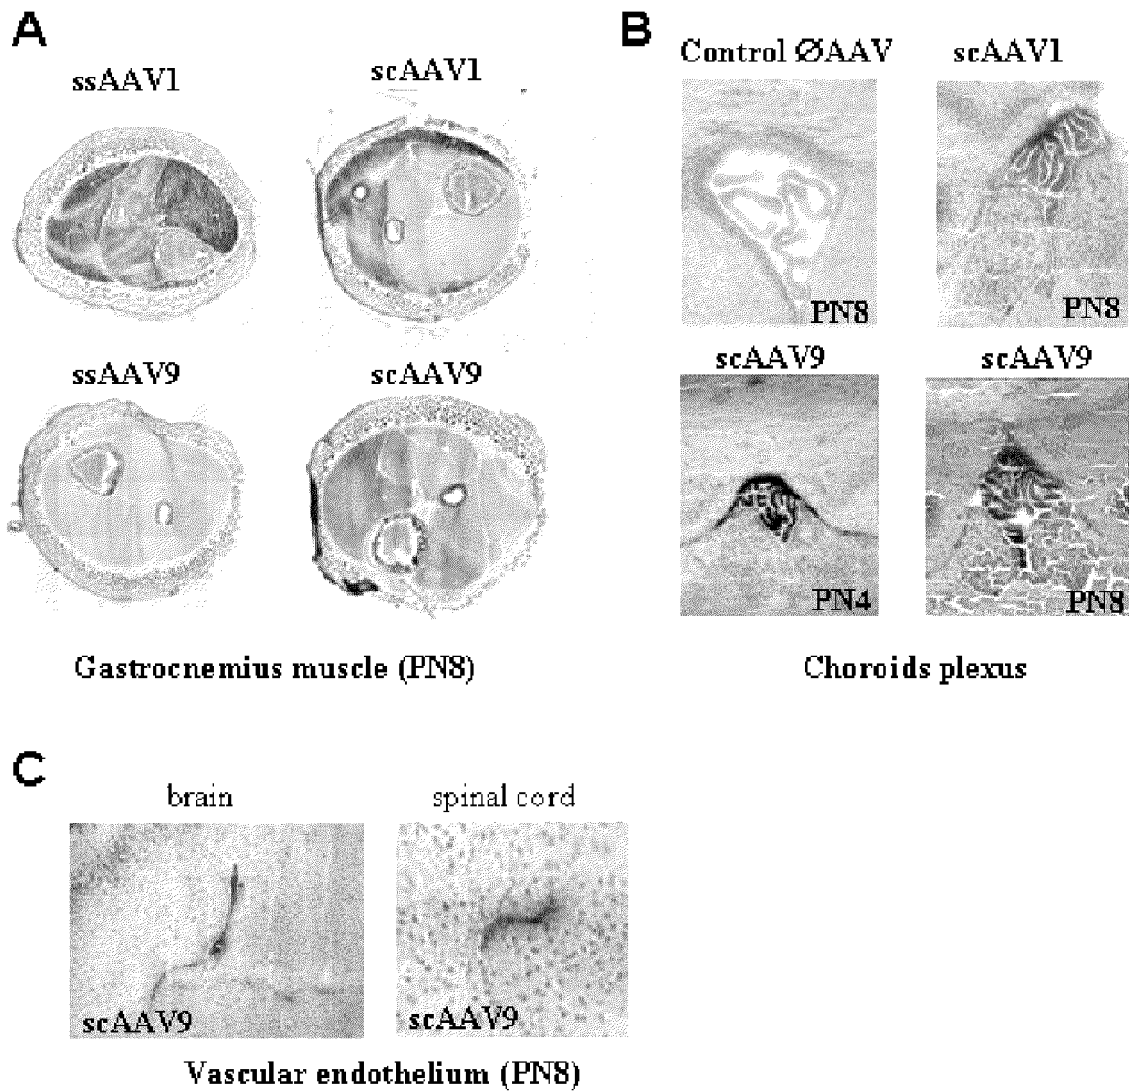 A
ssAAV1
scAAV1
ssAAV9
scAAV9
Gastrocnemius muscle (PN8)
B
Control ØAAV
scAAV1
PN8
PN8
scAAV9
scAAV9
PN4
PN8
Choroids plexus
C
brain
spinal cord
scAAV9
scAAV9
Vascular endothelium (PN8)